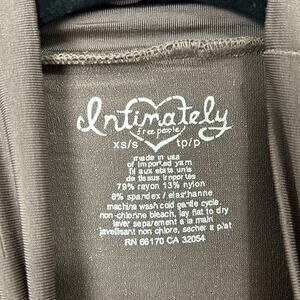 Intimately
free people
xs/s tp/p
made in usa
of imported yarn
fil aux etats unis
de tissus importés
79% rayon 13% nylon
8% spandex / elasthanne
machine wash cold gentle cycle.
non-chlorine bleach, lay flat to dry
laver separement a la main
javellisant non chlore, secher a plat
RN 66170 CA 32054